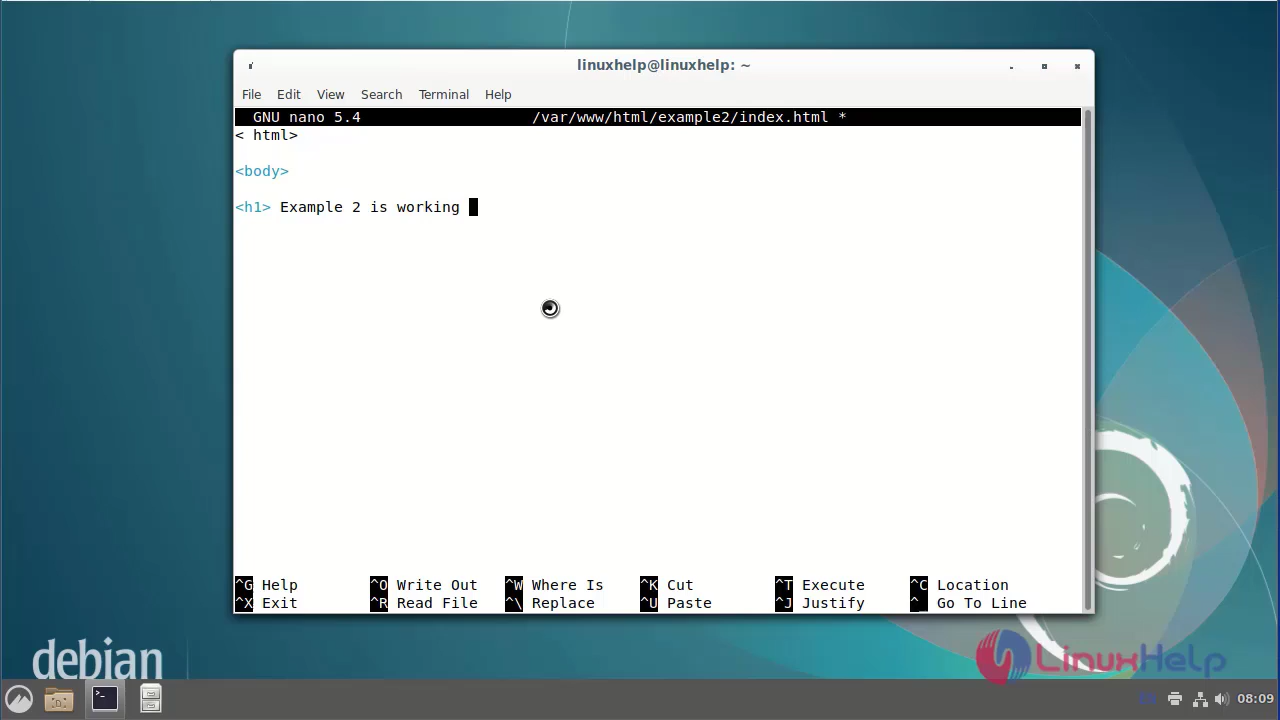 linuxhelp@linuxhelp: ~
File Edit View Search Terminal Help
GNU nano 5.4 /var/www/html/example2/index.html *
< html>
<body>
<h1> Example 2 is working
^G Help ^O Write Out ^W Where Is ^K Cut ^T Execute ^C Location
^X Exit ^R Read File ^\ Replace ^U Paste ^J Justify ^_ Go To Line
debian
LinuxHelp
EN 08:09